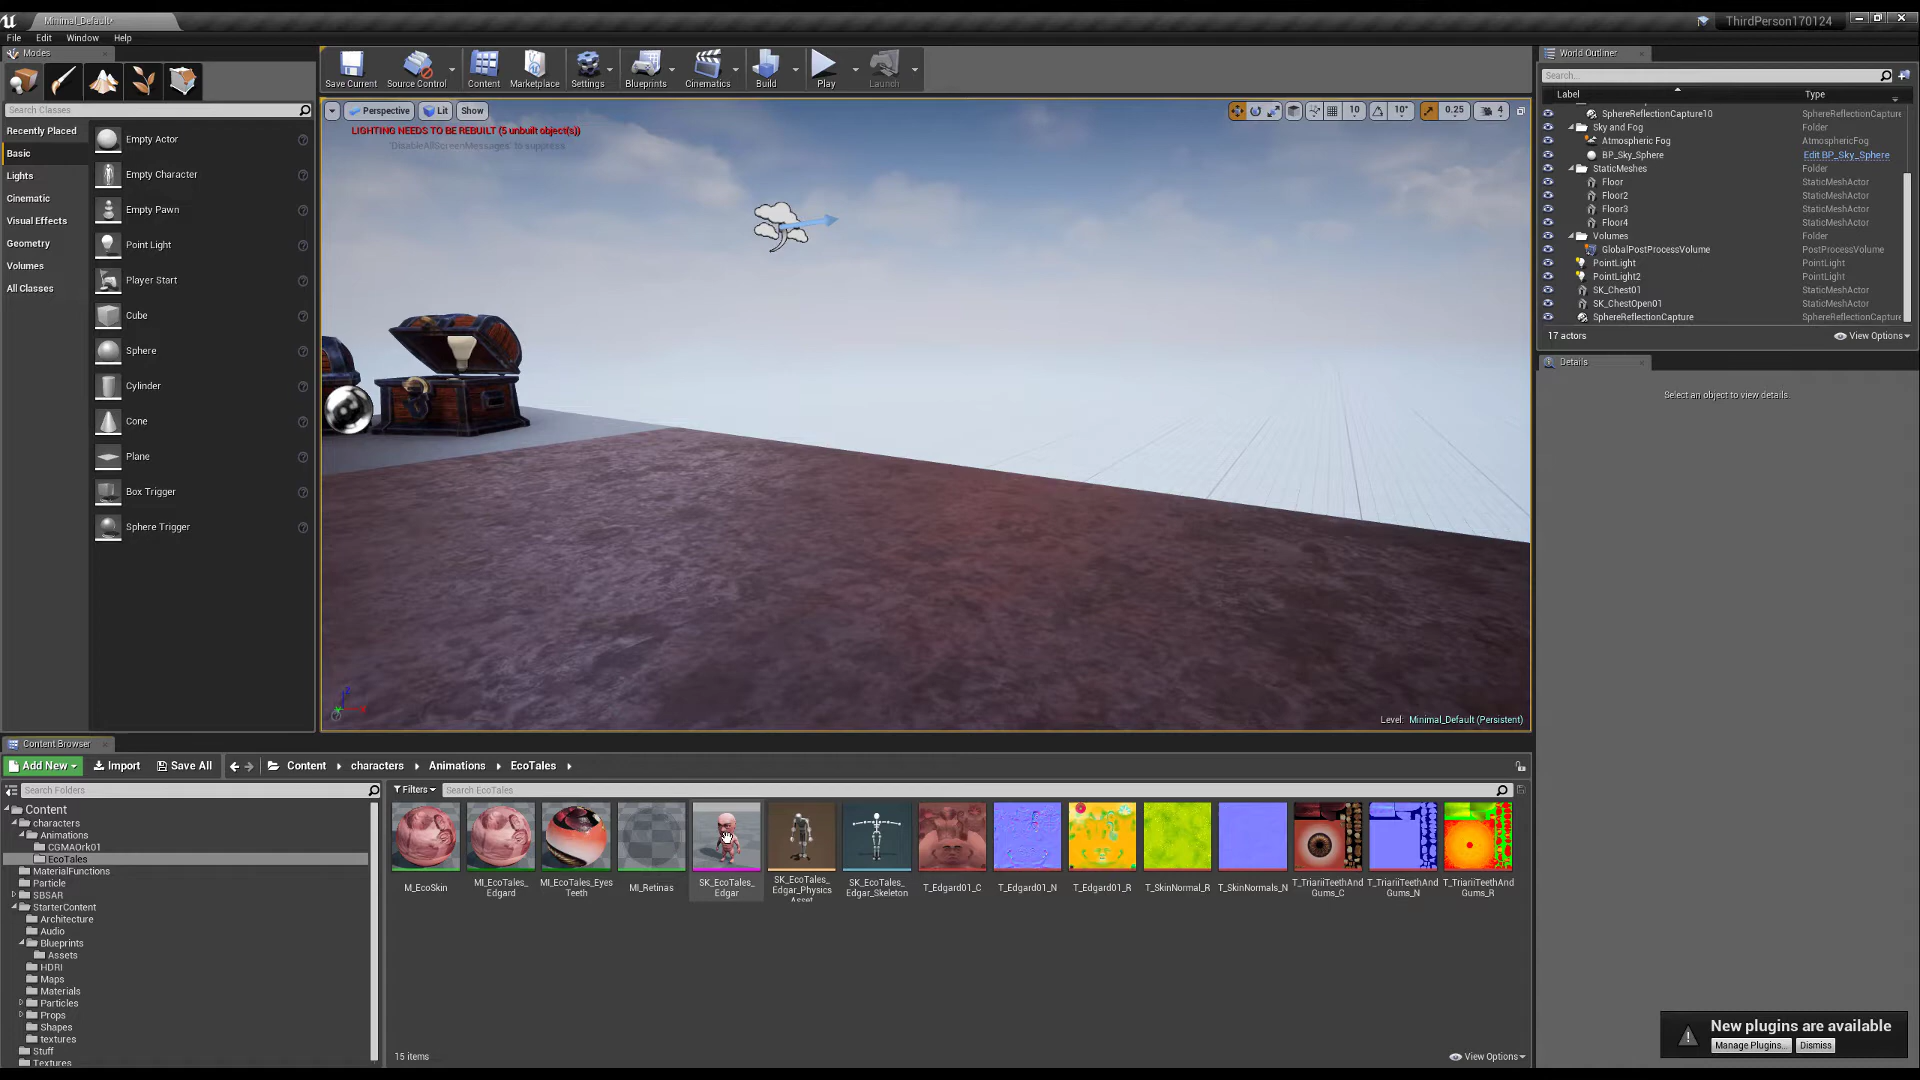 Minimal_Default•
ThirdPerson170124
File Edit Window Help
Modes
Search Classes
Recently Placed
Basic
Lights
Cinematic
Visual Effects
Geometry
Volumes
All Classes
Empty Actor
Empty Character
Empty Pawn
Point Light
Player Start
Cube
Sphere
Cylinder
Cone
Plane
Box Trigger
Sphere Trigger
Save Current Source Control Content Marketplace Settings Blueprints Cinematics Build Play Launch
Perspective Lit Show
10 10° 0.25 4
LIGHTING NEEDS TO BE REBUILT (5 unbuilt object(s))
'DisableAllScreenMessages' to suppress
Level: Minimal_Default (Persistent)
World Outliner
Search...
Label Type
SphereReflectionCapture10 SphereReflectionCapture
Sky and Fog Folder
Atmospheric Fog AtmosphericFog
BP_Sky_Sphere Edit BP_Sky_Sphere
StaticMeshes Folder
Floor StaticMeshActor
Floor2 StaticMeshActor
Floor3 StaticMeshActor
Floor4 StaticMeshActor
Volumes Folder
GlobalPostProcessVolume PostProcessVolume
PointLight PointLight
PointLight2 PointLight
SK_Chest01 StaticMeshActor
SK_ChestOpen01 StaticMeshActor
SphereReflectionCapture SphereReflectionCapture
17 actors View Options
Details
Select an object to view details.
Content Browser
Add New Import Save All Content characters Animations EcoTales
Search Folders
Filters Search EcoTales
Content
characters
Animations
CGMAOrk01
EcoTales
MaterialFunctions
Particle
SBSAR
StarterContent
Architecture
Audio
Blueprints
Assets
HDRI
Maps
Materials
Particles
Props
Shapes
textures
Stuff
Textures
M_EcoSkin
MI_EcoTales_
Edgard
MI_EcoTales_Eyes
Teeth
MI_Retinas
SK_EcoTales_
Edgar
SK_EcoTales_
Edgar_Physics
Asset
SK_EcoTales_
Edgar_Skeleton
T_Edgard01_C
T_Edgard01_N
T_Edgard01_R
T_SkinNormal_R
T_SkinNormals_N
T_TriariiTeethAnd
Gums_C
T_TriariiTeethAnd
Gums_N
T_TriariiTeethAnd
Gums_R
15 items View Options
New plugins are available
Manage Plugins... Dismiss